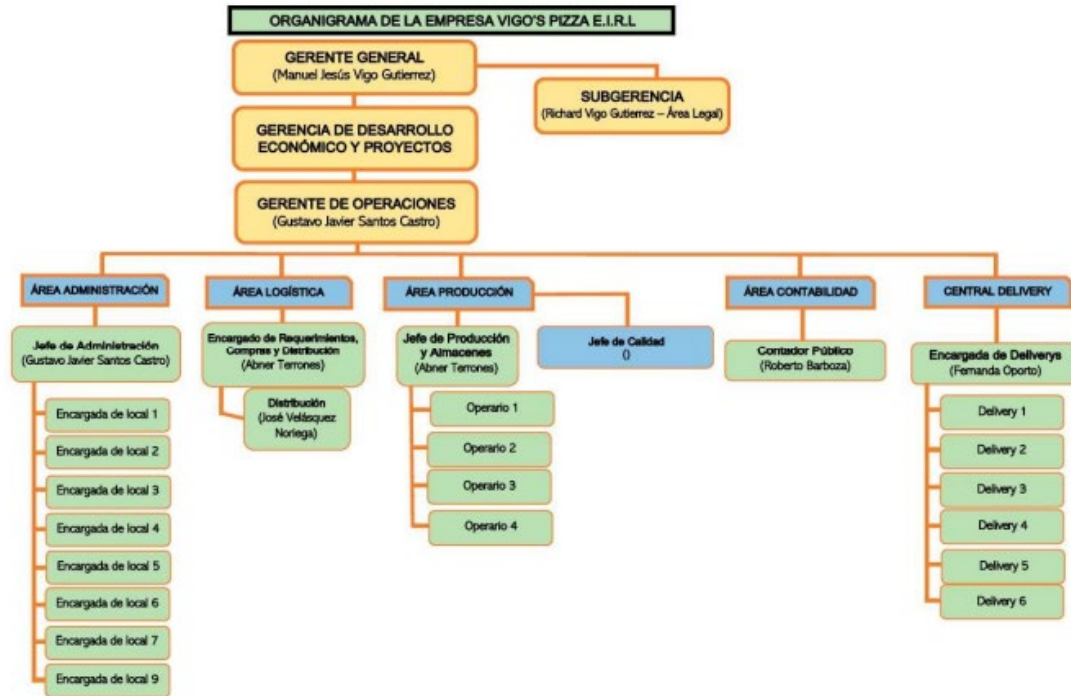 ORGANIGRAMA DE LA EMPRESA VIGO'S PIZZA E.I.R.L
GERENTE GENERAL
(Manuel Jesús Vigo Gutierrez)
SUBGERENCIA
(Richard Vigo Gutierrez – Área Legal)
GERENCIA DE DESARROLLO
ECONÓMICO Y PROYECTOS
GERENTE DE OPERACIONES
(Gustavo Javier Santos Castro)
ÁREA ADMINISTRACIÓN
Jefe de Administración
(Gustavo Javier Santos Castro)
Encargada de local 1
Encargada de local 2
Encargada de local 3
Encargada de local 4
Encargada de local 5
Encargada de local 6
Encargada de local 7
Encargada de local 9
ÁREA LOGÍSTICA
Encargado de Requerimientos,
Compras y Distribución
(Abner Terrones)
Distribución
(José Velásquez
Noriega)
ÁREA PRODUCCIÓN
Jefe de Producción
y Almacenes
(Abner Terrones)
Operario 1
Operario 2
Operario 3
Operario 4
Jefe de Calidad
()
ÁREA CONTABILIDAD
Contador Público
(Roberto Barboza)
CENTRAL DELIVERY
Encargada de Deliverys
(Fernanda Oporto)
Delivery 1
Delivery 2
Delivery 3
Delivery 4
Delivery 5
Delivery 6